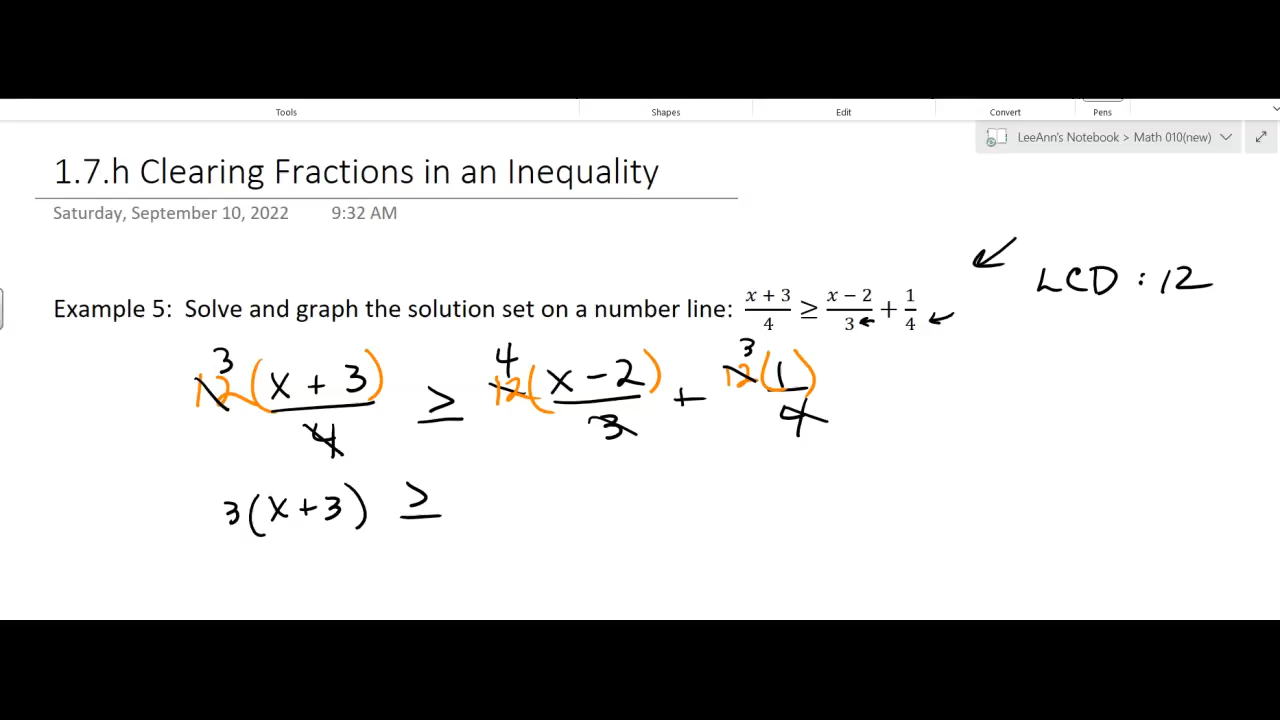 Tools Shapes Edit Convert Pens
LeeAnn's Notebook > Math 010(new)
1.7.h Clearing Fractions in an Inequality
Saturday, September 10, 2022 9:32 AM
LCD : 12
Example 5: Solve and graph the solution set on a number line: (x + 3)/4 ≥ (x − 2)/3 + 1/4
3 4 3
12(x + 3)/4 ≥ 12(x - 2)/3 + 12(1)/4
3(x+3) ≥